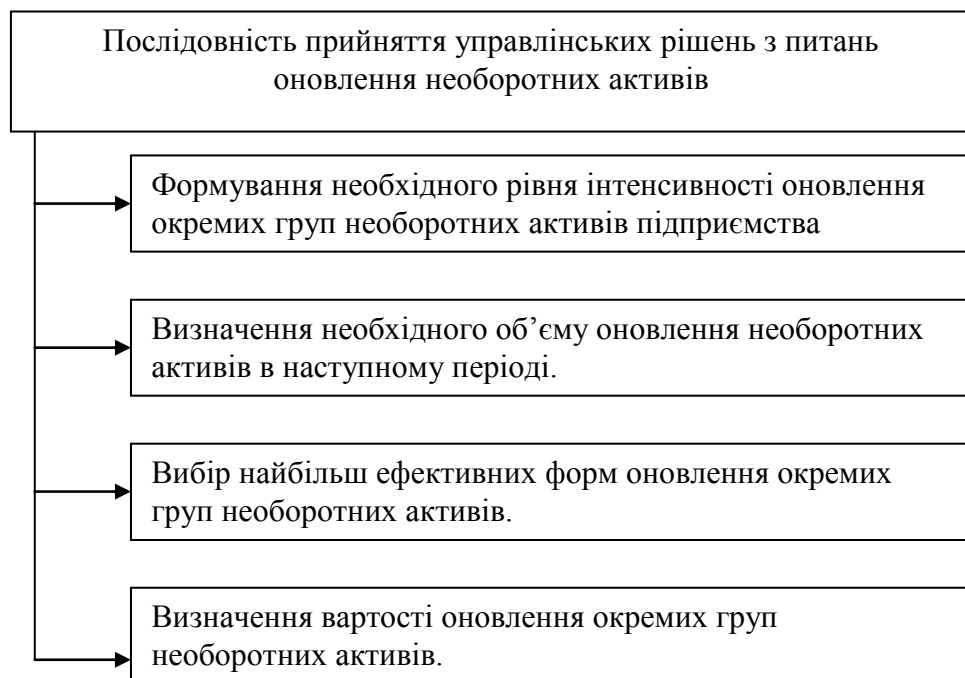 Послідовність прийняття управлінських рішень з питань
оновлення необоротних активів
Формування необхідного рівня інтенсивності оновлення
окремих груп необоротних активів підприємства
Визначення необхідного об’єму оновлення необоротних
активів в наступному періоді.
Вибір найбільш ефективних форм оновлення окремих
груп необоротних активів.
Визначення вартості оновлення окремих груп
необоротних активів.